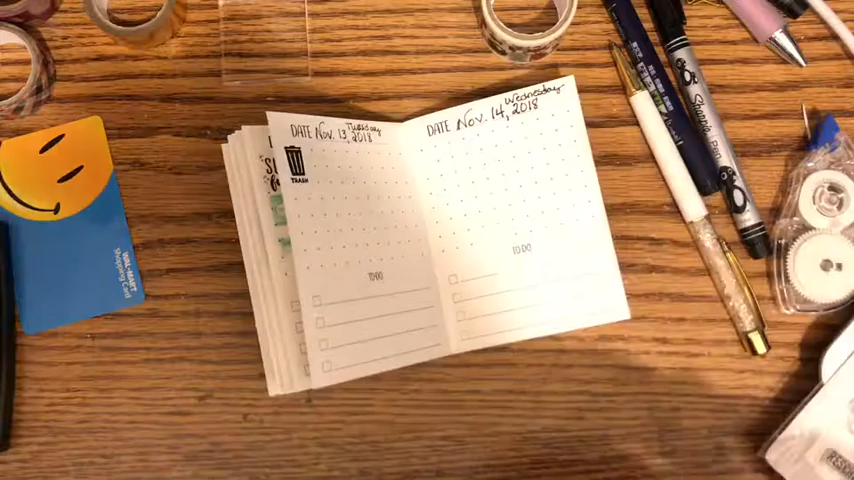 DATE Nov. 13, Tuesday 2018
TRASH
TO DO
DATE Nov. 14, Wednesday 2018
TO DO
WAL-MART
Shopping Card
Sharpie Pen